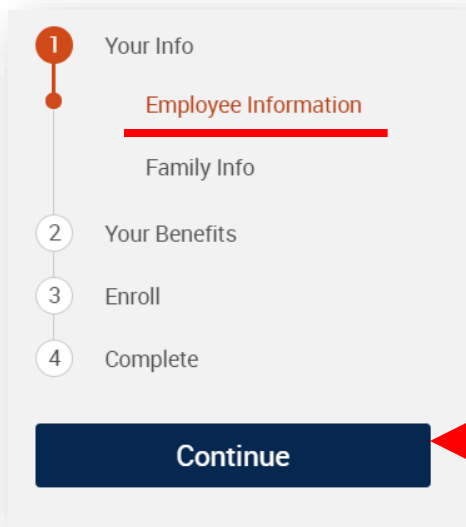 1 Your Info
Employee Information
Family Info
2 Your Benefits
3 Enroll
4 Complete
Continue